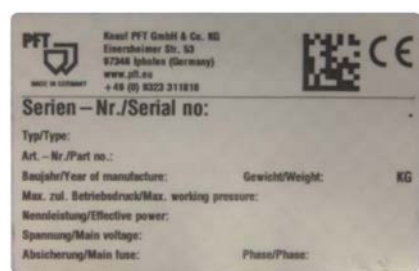 PFT
MADE IN GERMANY
Knauf PFT GmbH & Co. KG
Einersheimer Str. 53
97346 Iphofen (Germany)
www.pft.eu
+49 (0) 9323 311818
CE
Serien – Nr./Serial no:
Typ/Type:
Art. – Nr./Part no.:
Baujahr/Year of manufacture: Gewicht/Weight: KG
Max. zul. Betriebsdruck/Max. working pressure:
Nennleistung/Effective power:
Spannung/Main voltage:
Absicherung/Main fuse: Phase/Phase: